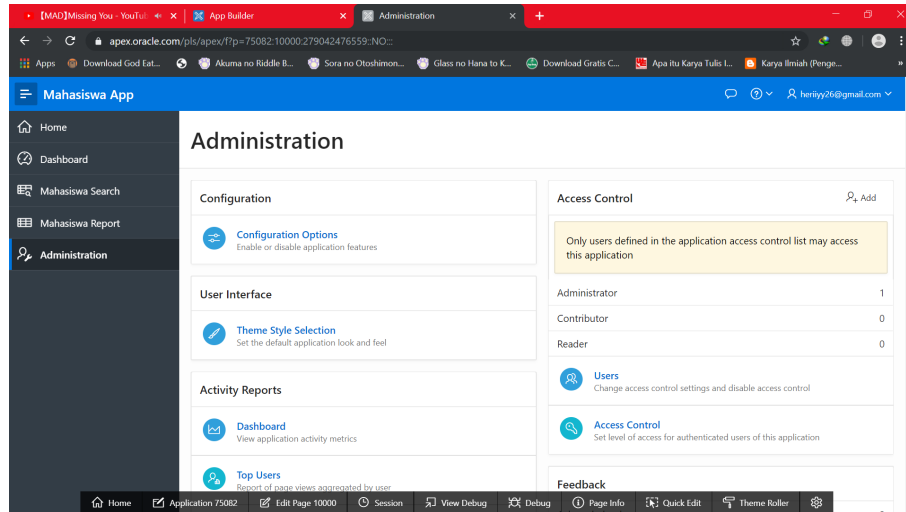 【MAD】Missing You - YouTu
App Builder
Administration
apex.oracle.com/pls/apex/f?p=75082:10000:279042476559::NO:::
Apps
Download God Eat...
Akuma no Riddle B...
Sora no Otoshimon...
Glass no Hana to K...
Download Gratis C...
Apa itu Karya Tulis I...
Karya Ilmiah (Penge...
»
Mahasiswa App
heriiyy26@gmail.com
Home
Dashboard
Mahasiswa Search
Mahasiswa Report
Administration
Administration
Configuration
Configuration Options
Enable or disable application features
User Interface
Theme Style Selection
Set the default application look and feel
Activity Reports
Dashboard
View application activity metrics
Top Users
Report of page views aggregated by user
Access Control
Add
Only users defined in the application access control list may access
this application
Administrator 1
Contributor 0
Reader 0
Users
Change access control settings and disable access control
Access Control
Set level of access for authenticated users of this application
Feedback
Home
Application 75082
Edit Page 10000
Session
View Debug
Debug
Page Info
Quick Edit
Theme Roller